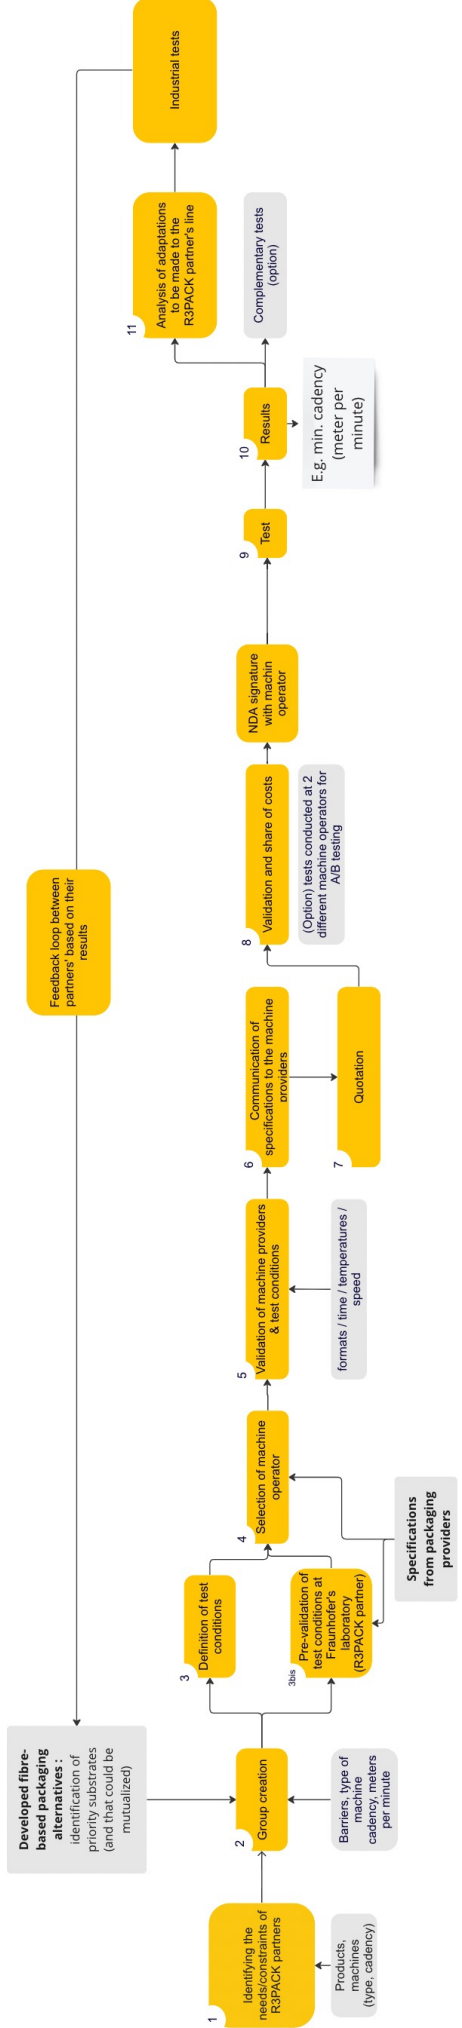 1
Identifying the
needs/constraints of
R3PACK partners
Products,
machines
(type, cadency)
Developed fibre-
based packaging
alternatives :
identification of
priority substrates
(and that could be
mutualized)
2
Group creation
Barriers, type of
machine
cadency, meters
per minute
3
Definition of test
conditions
3bis
Pre-validation of
test conditions at
Fraunhofer's
laboratory
(R3PACK partner)
Specifications
from packaging
providers
4
Selection of machine
operator
5
Validation of machine providers
& test conditions
formats / time / temperatures /
speed
6
Communication of
specifications to the machine
providers
7
Quotation
Feedback loop between
partners' based on their
results
8
Validation and share of costs
(Option) tests conducted at 2
different machine operators for
A/B testing
NDA signature
with machin
operator
9
Test
10
Results
E.g. min. cadency
(meter per
minute)
Complementary tests
(option)
11
Analysis of adaptations
to be made to the
R3PACK partner's line
Industrial tests